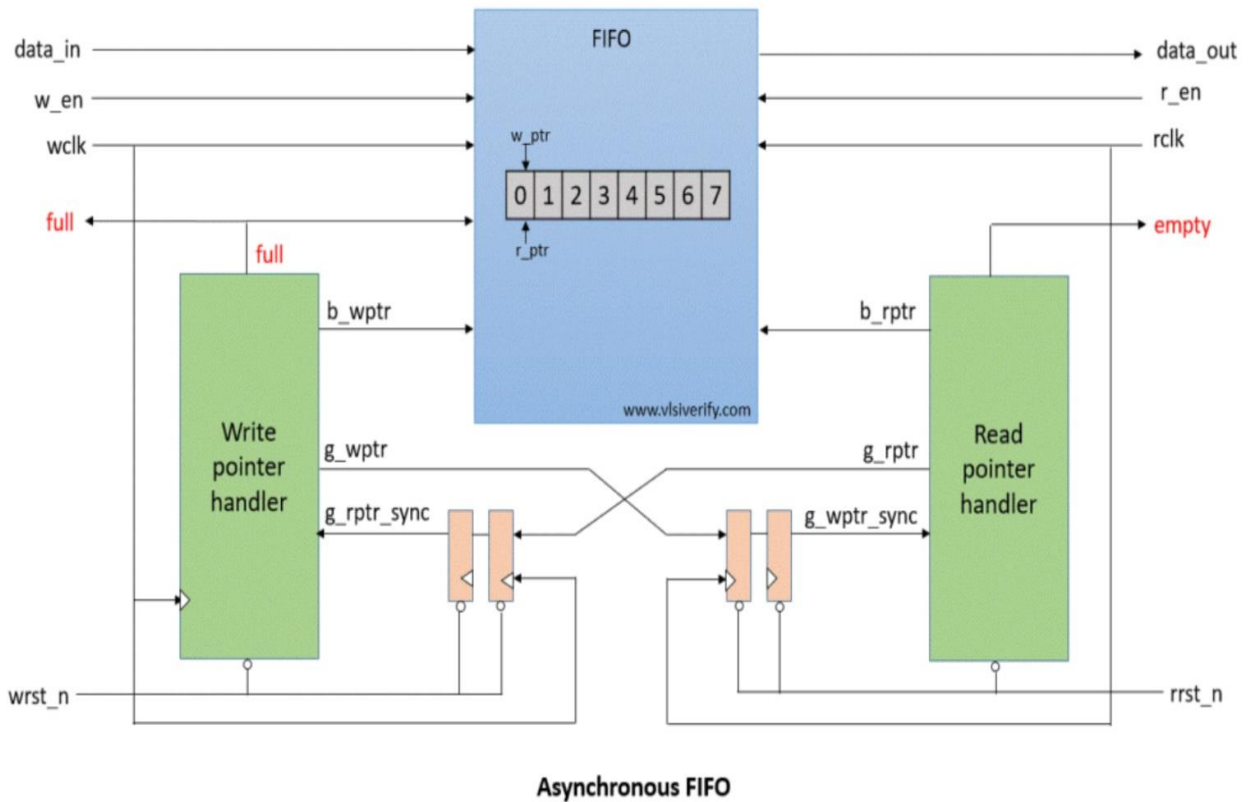 FIFO
data_in
data_out
w_en
r_en
wclk
rclk
w_ptr
0 1 2 3 4 5 6 7
r_ptr
full
full
empty
b_wptr
b_rptr
www.vlsiverify.com
Write
pointer
handler
Read
pointer
handler
g_wptr
g_rptr
g_rptr_sync
g_wptr_sync
wrst_n
rrst_n
Asynchronous FIFO